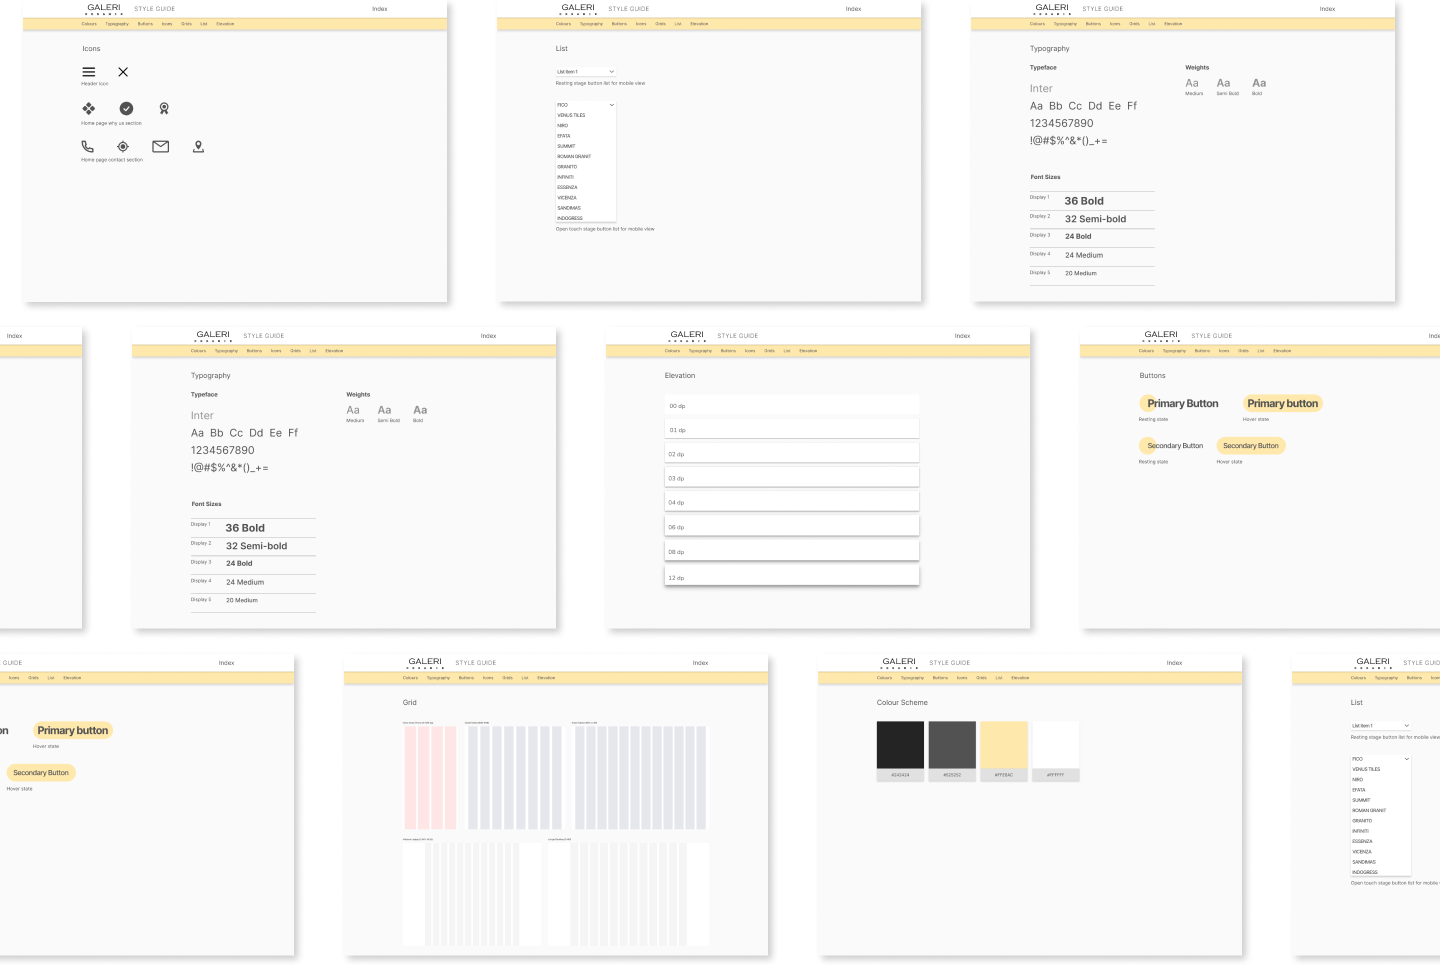 GALERI STYLE GUIDE Index
Colours Typography Buttons Icons Grids List Elevation
Icons
Header Icon
Home page why us section
Home page contact section
GALERI STYLE GUIDE Index
Colours Typography Buttons Icons Grids List Elevation
List
List Item 1
Resting stage button list for mobile view
FICO
VENUS TILES
NIRO
EFATA
SUMMIT
ROMAN GRANIT
GRANITO
INFINITI
ESSENZA
VICENZA
SANDIMAS
INDOGRESS
Open touch stage button list for mobile view
GALERI STYLE GUIDE Index
Colours Typography Buttons Icons Grids List Elevation
Typography
Typeface
Inter
Aa Bb Cc Dd Ee Ff
1234567890
!@#$%^&*()_+=
Weights
Aa Aa Aa
Medium Semi Bold Bold
Font Sizes
Display 1 36 Bold
Display 2 32 Semi-bold
Display 3 24 Bold
Display 4 24 Medium
Display 5 20 Medium
Index
GALERI STYLE GUIDE Index
Colours Typography Buttons Icons Grids List Elevation
Typography
Typeface
Inter
Aa Bb Cc Dd Ee Ff
1234567890
!@#$%^&*()_+=
Weights
Aa Aa Aa
Medium Semi Bold Bold
Font Sizes
Display 1 36 Bold
Display 2 32 Semi-bold
Display 3 24 Bold
Display 4 24 Medium
Display 5 20 Medium
GALERI STYLE GUIDE Index
Colours Typography Buttons Icons Grids List Elevation
Elevation
00 dp
01 dp
02 dp
03 dp
04 dp
06 dp
08 dp
12 dp
GALERI STYLE GUIDE
Colours Typography Buttons Icons Grids List Elevation
Buttons
Primary Button Primary button
Resting state Hover state
Secondary Button Secondary Button
Resting state Hover state
GUIDE Index
Icons Grids List Elevation
Primary button
Hover state
Secondary Button
Hover state
GALERI STYLE GUIDE Index
Colours Typography Buttons Icons Grids List Elevation
Grid
GALERI STYLE GUIDE Index
Colours Typography Buttons Icons Grids List Elevation
Colour Scheme
#242424 #525252 #FFE8AC #FFFFFF
GALERI STYLE
Colours Typography Buttons
List
List Item 1
Resting stage button list for mobile view
FICO
VENUS TILES
NIRO
EFATA
SUMMIT
ROMAN GRANIT
GRANITO
INFINITI
ESSENZA
VICENZA
SANDIMAS
INDOGRESS
Open touch stage button list for mobile